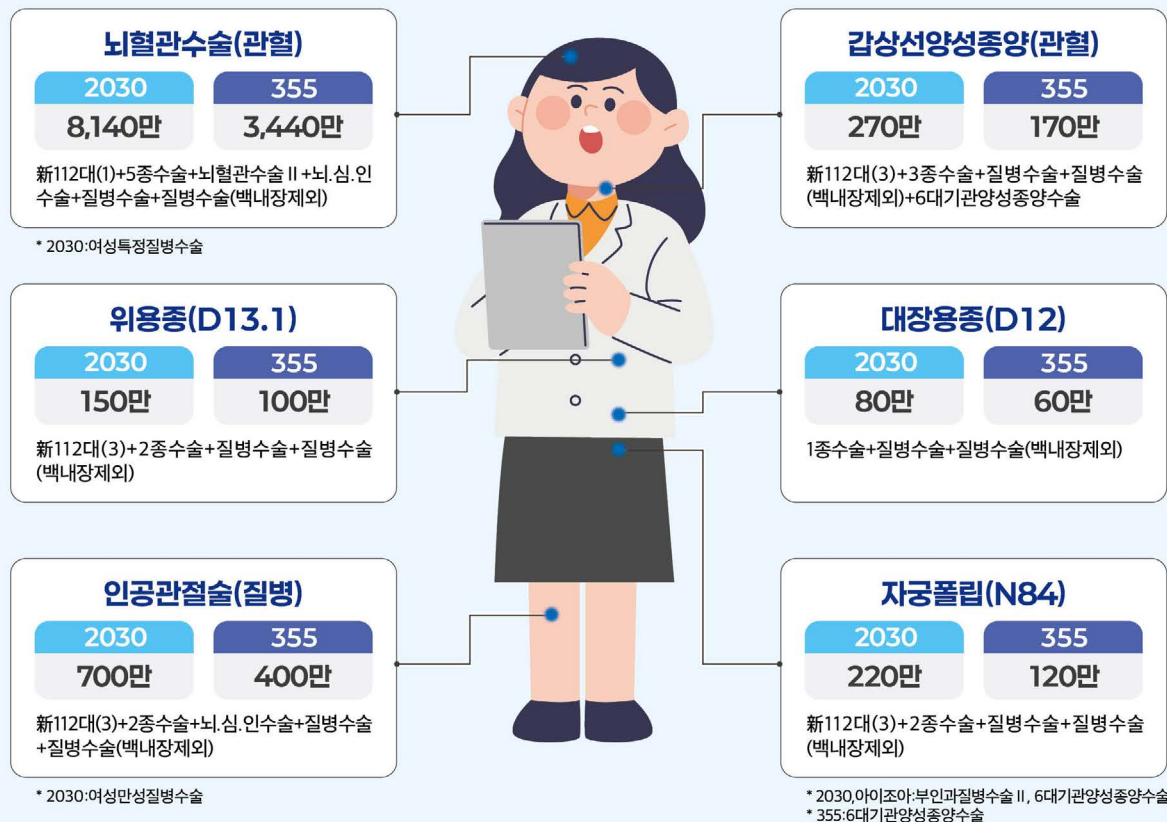 뇌혈관수술(관혈)
2030 355
8,140만 3,440만
新112대(1)+5종수술+뇌혈관수술Ⅱ+뇌.심.인
수술+질병수술+질병수술(백내장제외)
* 2030:여성특정질병수술
갑상선양성종양(관혈)
2030 355
270만 170만
新112대(3)+3종수술+질병수술+질병수술
(백내장제외)+6대기관양성종양수술
위용종(D13.1)
2030 355
150만 100만
新112대(3)+2종수술+질병수술+질병수술
(백내장제외)
대장용종(D12)
2030 355
80만 60만
1종수술+질병수술+질병수술(백내장제외)
인공관절술(질병)
2030 355
700만 400만
新112대(3)+2종수술+뇌.심.인수술+질병수술
+질병수술(백내장제외)
* 2030:여성만성질병수술
자궁폴립(N84)
2030 355
220만 120만
新112대(3)+2종수술+질병수술+질병수술
(백내장제외)
* 2030,아이조아:부인과질병수술Ⅱ, 6대기관양성종양수술
* 355:6대기관양성종양수술